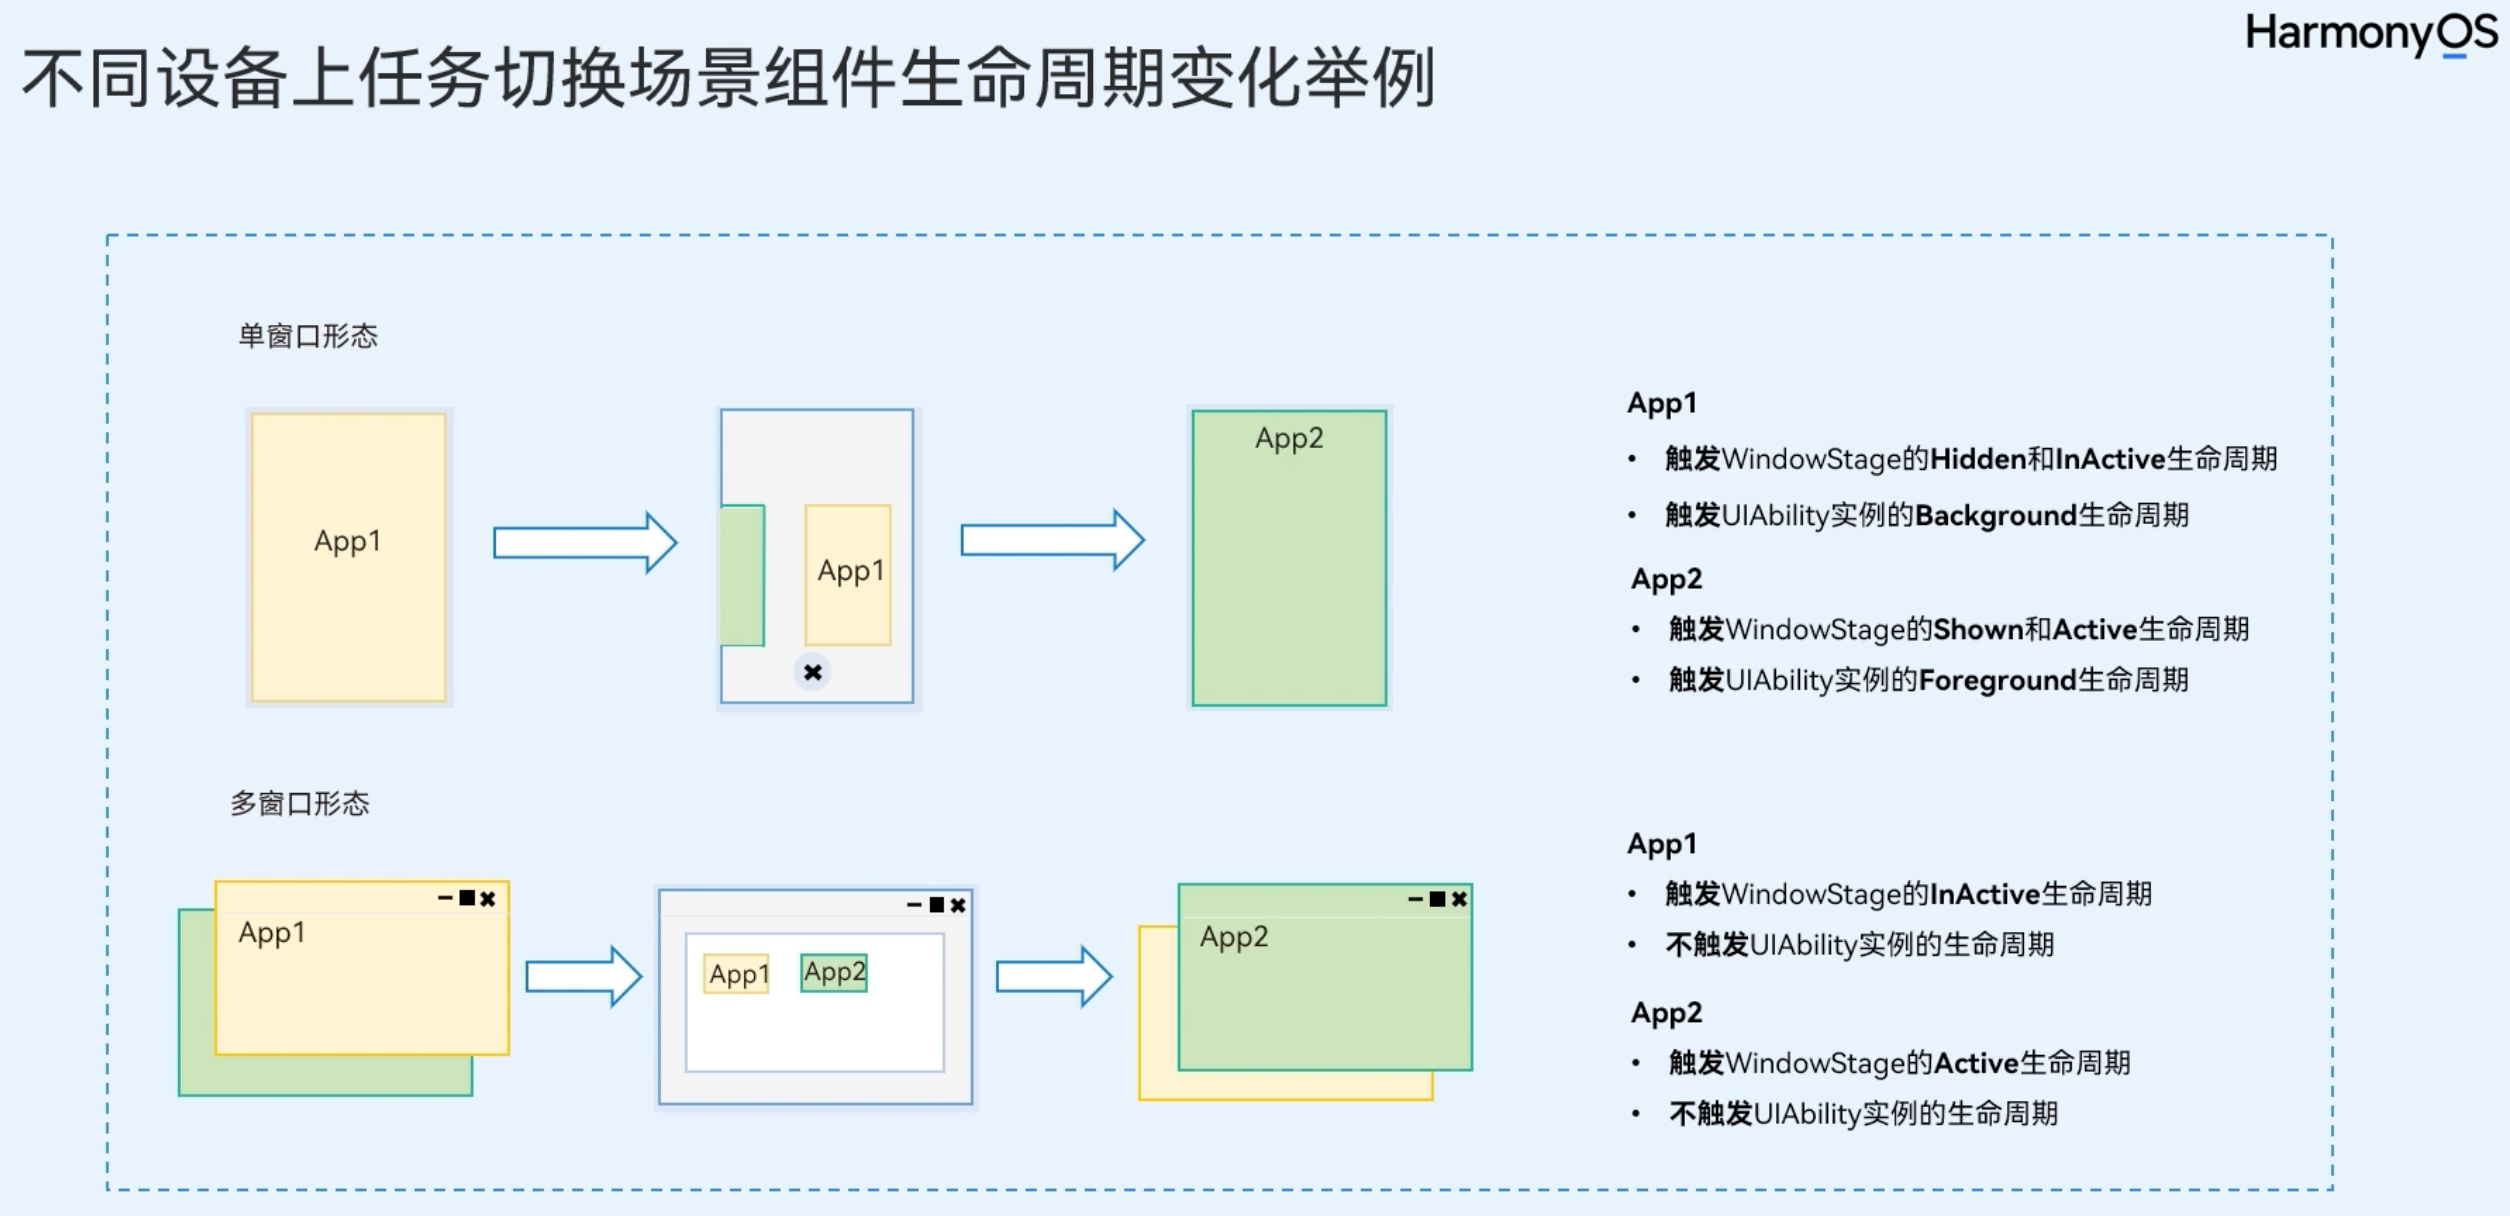 HarmonyOS
不同设备上任务切换场景组件生命周期变化举例
单窗口形态
App1
App1
App2
App1
• 触发WindowStage的Hidden和InActive生命周期
• 触发UIAbility实例的Background生命周期
App2
• 触发WindowStage的Shown和Active生命周期
• 触发UIAbility实例的Foreground生命周期
多窗口形态
App1
App1
App2
App2
App1
• 触发WindowStage的InActive生命周期
• 不触发UIAbility实例的生命周期
App2
• 触发WindowStage的Active生命周期
• 不触发UIAbility实例的生命周期